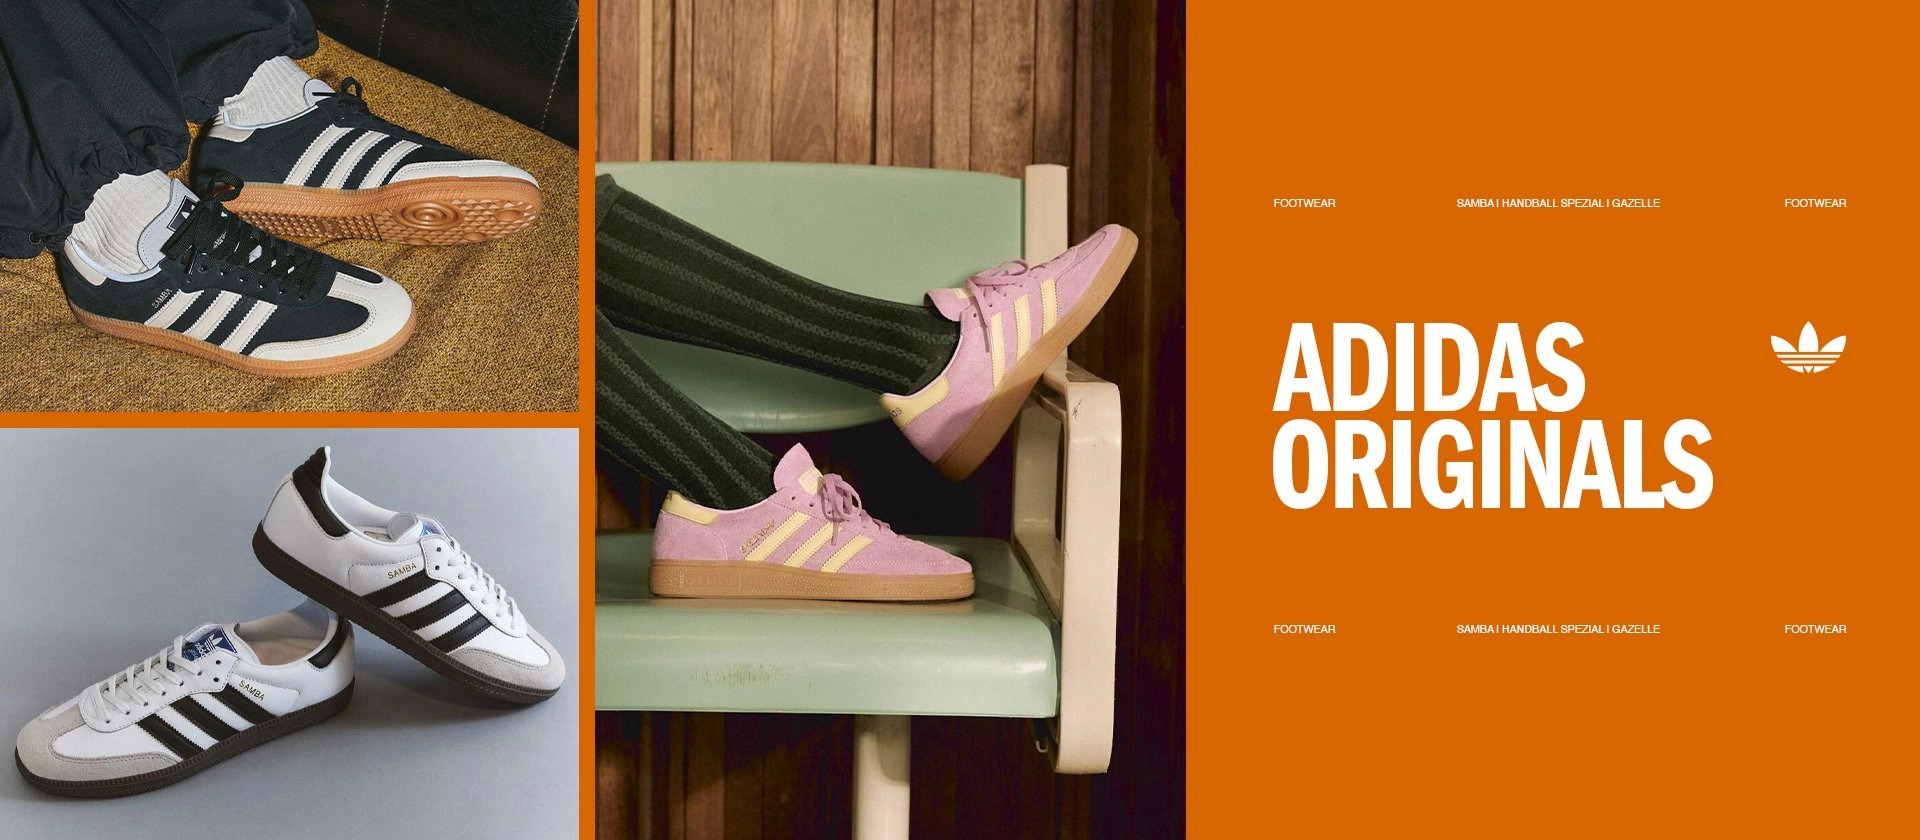 SAMBA
SAMBA
SAMBA
FOOTWEAR
SAMBA | HANDBALL SPEZIAL | GAZELLE
FOOTWEAR
ADIDAS
ORIGINALS
FOOTWEAR
SAMBA | HANDBALL SPEZIAL | GAZELLE
FOOTWEAR